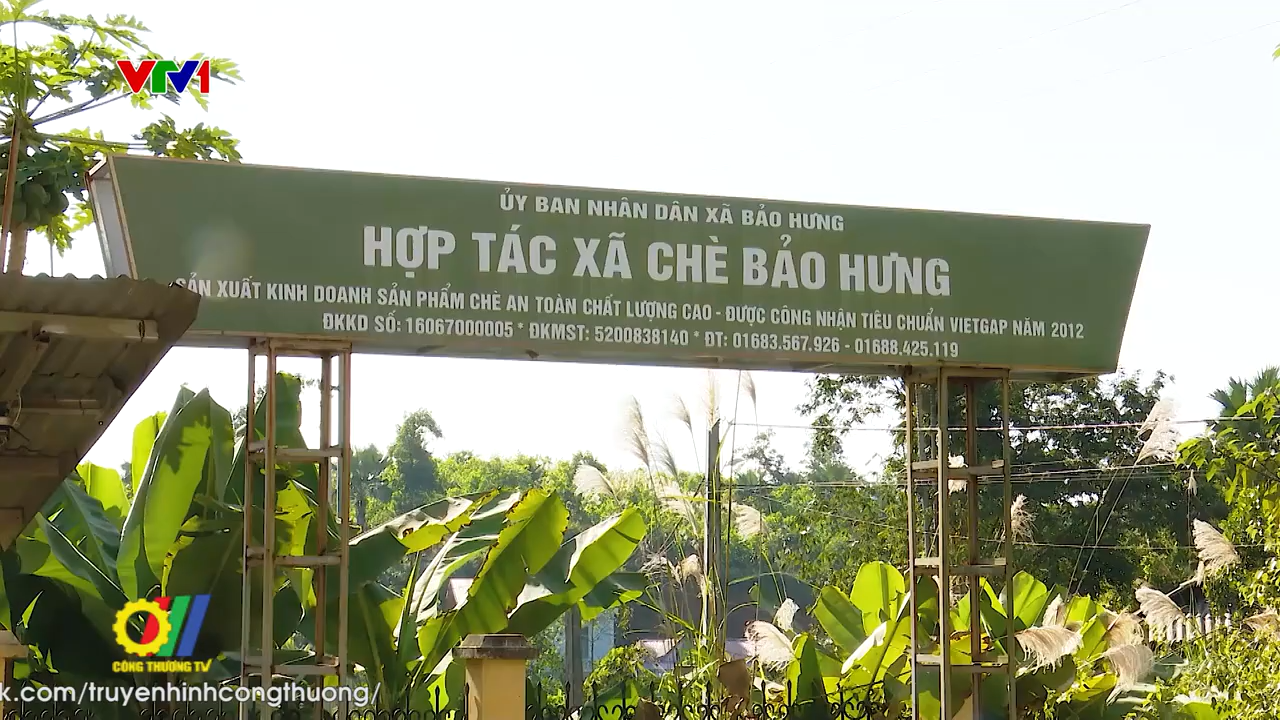 VTV1
ỦY BAN NHÂN DÂN XÃ BẢO HƯNG
HỢP TÁC XÃ CHÈ BẢO HƯNG
SẢN XUẤT KINH DOANH SẢN PHẨM CHÈ AN TOÀN CHẤT LƯỢNG CAO - ĐƯỢC CÔNG NHẬN TIÊU CHUẨN VIETGAP NĂM 2012
ĐKKD SỐ: 16067000005 * ĐKMST: 5200838140 * ĐT: 01683.567.926 - 01688.425.119
CÔNG THƯƠNG TV
k.com/truyenhinhcongthuong/